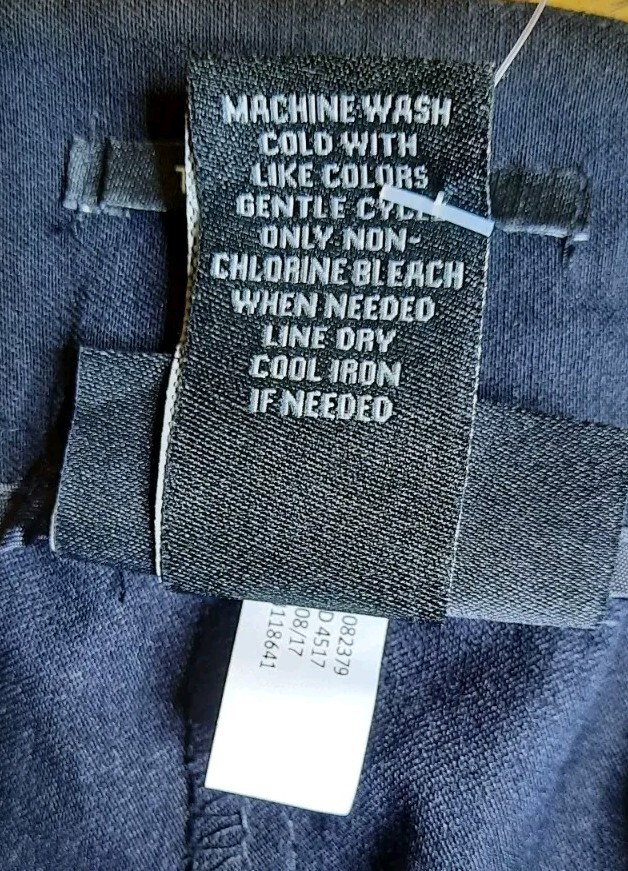 MACHINE WASH
COLD WITH
LIKE COLORS
GENTLE
ONLY NON-
CHLORINE BLEACH
WHEN NEEDED
LINE DRY
COOL IRON
IF NEEDED
082379
D 4517
08/17
118641